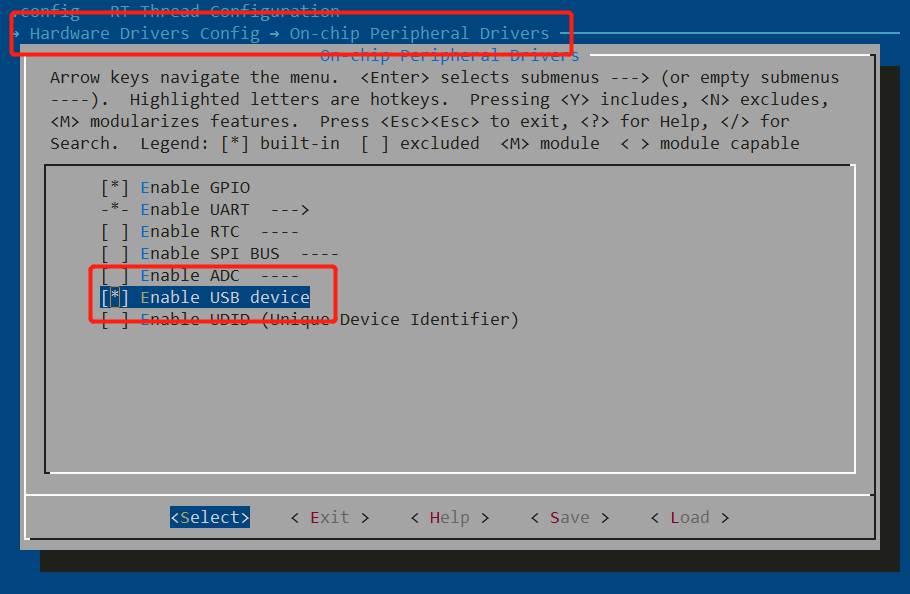 .config - RT-Thread Configuration
→ Hardware Drivers Config → On-chip Peripheral Drivers
On-chip Peripheral Drivers
Arrow keys navigate the menu.  <Enter> selects submenus ---> (or empty submenus
----).  Highlighted letters are hotkeys.  Pressing <Y> includes, <N> excludes,
<M> modularizes features.  Press <Esc><Esc> to exit, <?> for Help, </> for
Search.  Legend: [*] built-in  [ ] excluded  <M> module  < > module capable
[*] Enable GPIO
-*- Enable UART  --->
[ ] Enable RTC  ----
[ ] Enable SPI BUS  ----
[ ] Enable ADC  ----
[*] Enable USB device
[ ] Enable UDID (Unique Device Identifier)
<Select>    < Exit >    < Help >    < Save >    < Load >